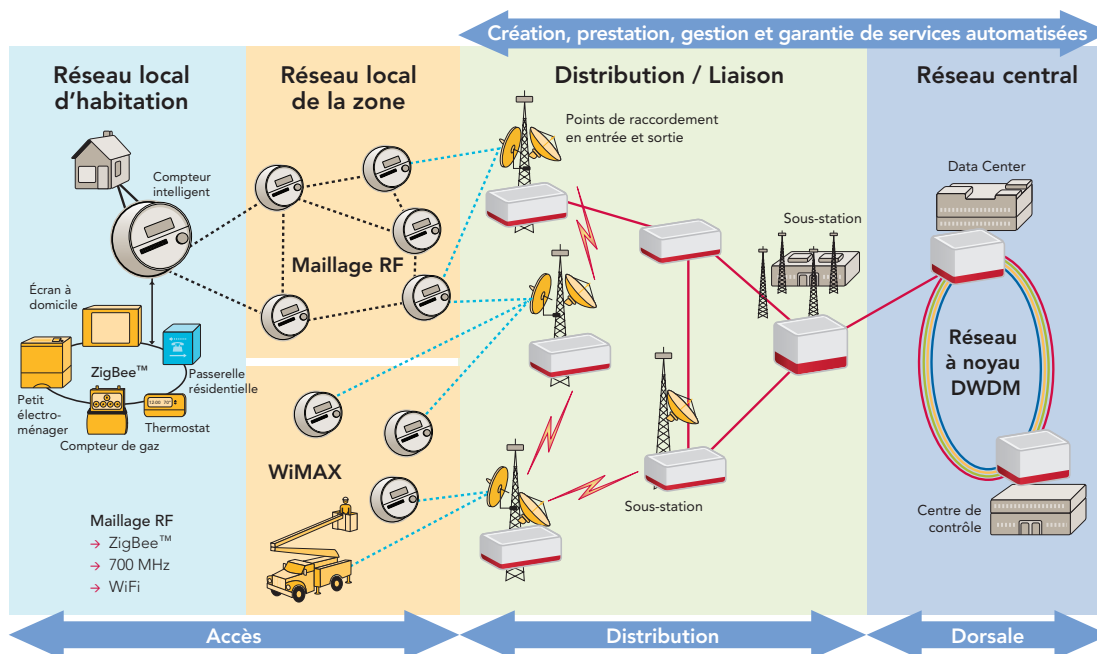 Création, prestation, gestion et garantie de services automatisées
Réseau local
d'habitation
Réseau local
de la zone
Distribution / Liaison
Réseau central
Points de raccordement
en entrée et sortie
Compteur
intelligent
Data Center
Sous-station
Maillage RF
Écran à
domicile
Réseau
à noyau
DWDM
ZigBee™
Passerelle
résidentielle
12:00 70°
Petit
électro-
ménager
Thermostat
Compteur de gaz
WiMAX
Sous-station
Centre de
contrôle
Maillage RF
→ ZigBee™
→ 700 MHz
→ WiFi
Accès
Distribution
Dorsale